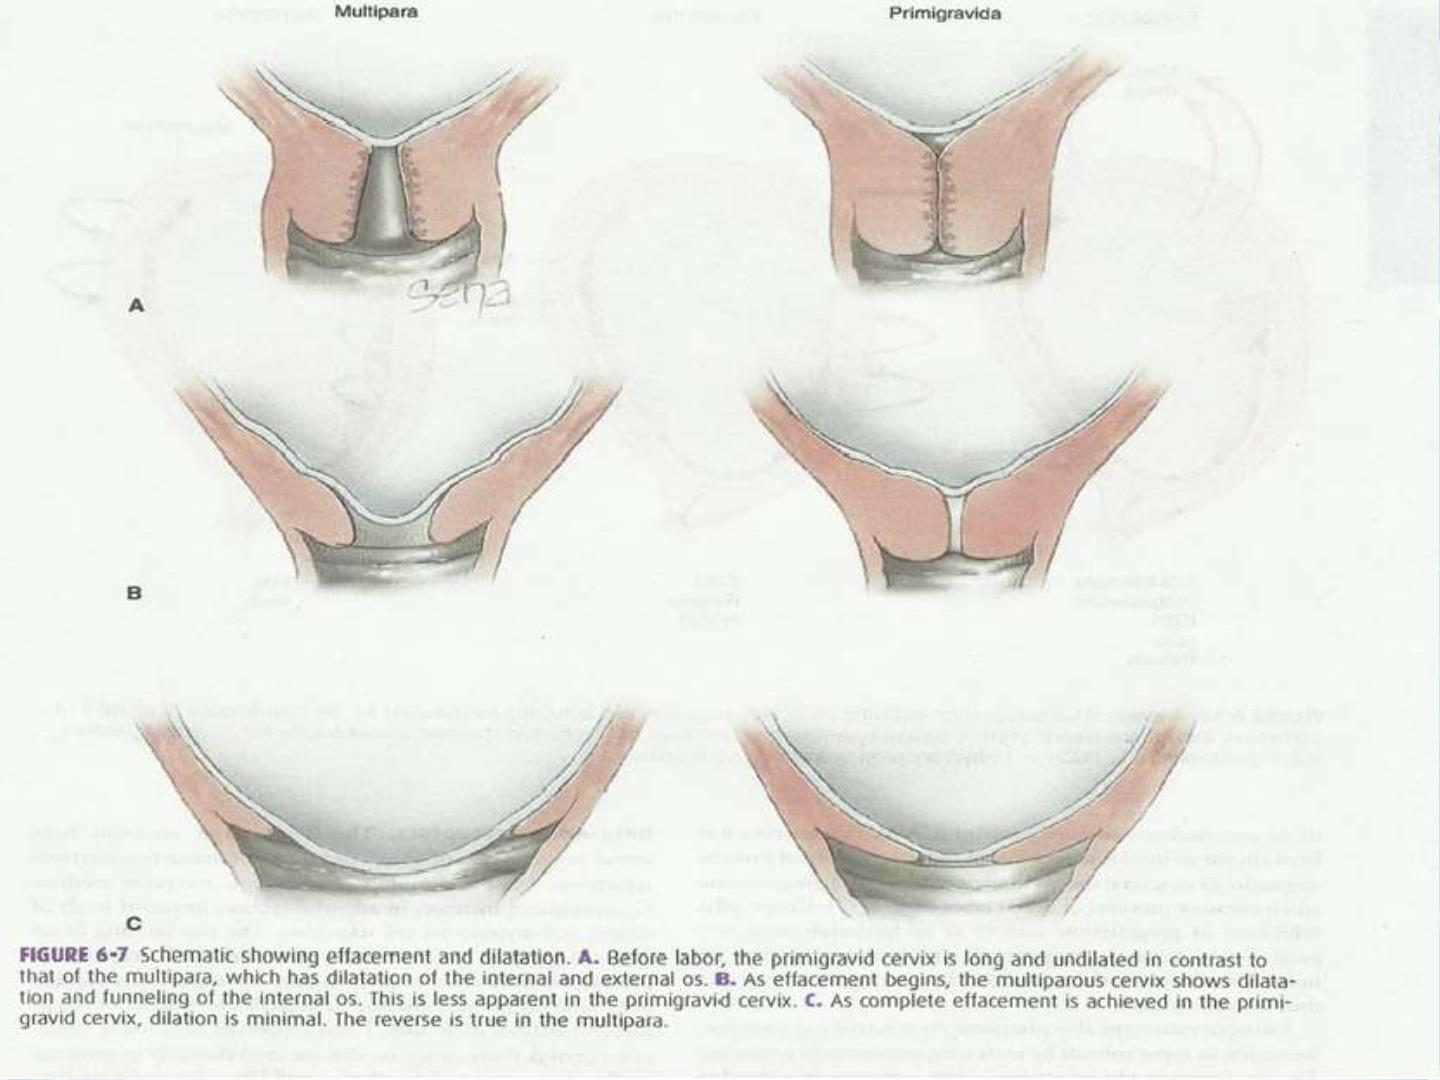 Multipara
Primigravida
Sena
A
B
C
FIGURE 6-7 Schematic showing effacement and dilatation. A. Before labor, the primigravid cervix is long and undilated in contrast to
that of the multipara, which has dilatation of the internal and external os. B. As effacement begins, the multiparous cervix shows dilata-
tion and funneling of the internal os. This is less apparent in the primigravid cervix. C. As complete effacement is achieved in the primi-
gravid cervix, dilation is minimal. The reverse is true in the multipara.